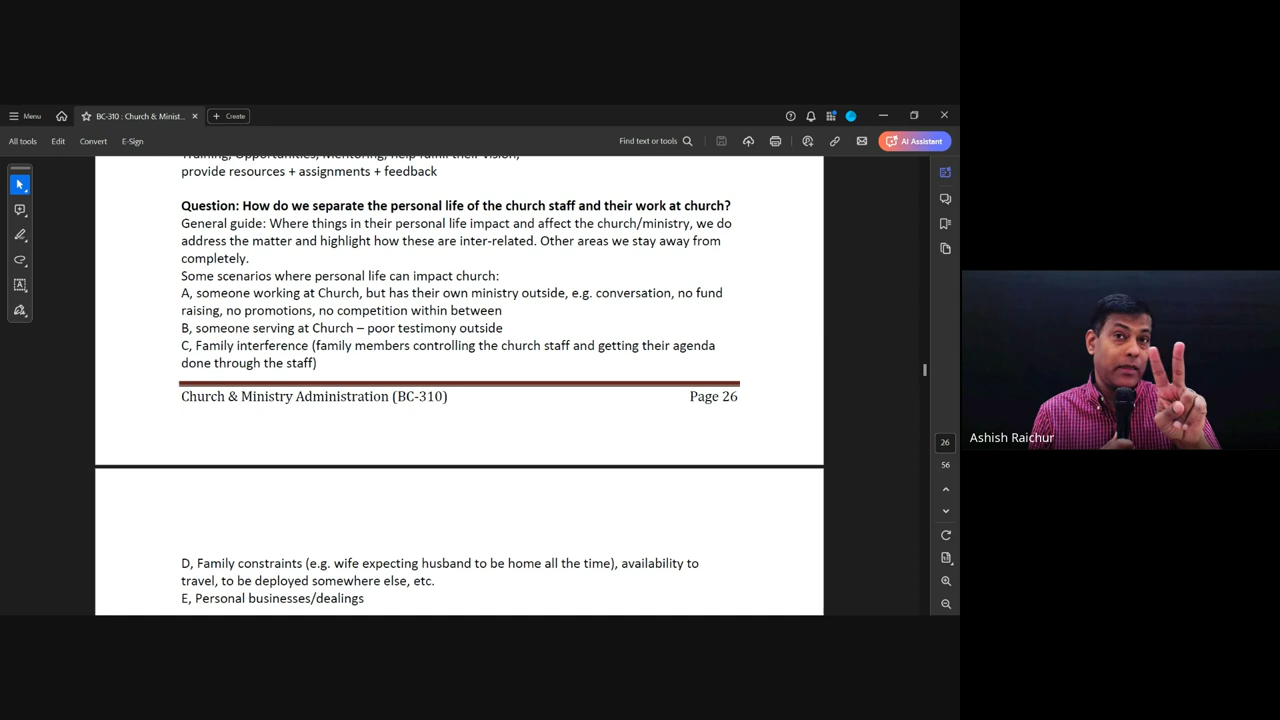 Menu
BC-310 : Church & Minist...
Create
All tools
Edit
Convert
E-Sign
Find text or tools
AI Assistant
Training, Opportunities, Mentoring, help fulfil their vision,
provide resources + assignments + feedback
Question: How do we separate the personal life of the church staff and their work at church?
General guide: Where things in their personal life impact and affect the church/ministry, we do
address the matter and highlight how these are inter-related. Other areas we stay away from
completely.
Some scenarios where personal life can impact church:
A, someone working at Church, but has their own ministry outside, e.g. conversation, no fund
raising, no promotions, no competition within between
B, someone serving at Church – poor testimony outside
C, Family interference (family members controlling the church staff and getting their agenda
done through the staff)
Church & Ministry Administration (BC-310) Page 26
D, Family constraints (e.g. wife expecting husband to be home all the time), availability to
travel, to be deployed somewhere else, etc.
E, Personal businesses/dealings
26
56
Ashish Raichur